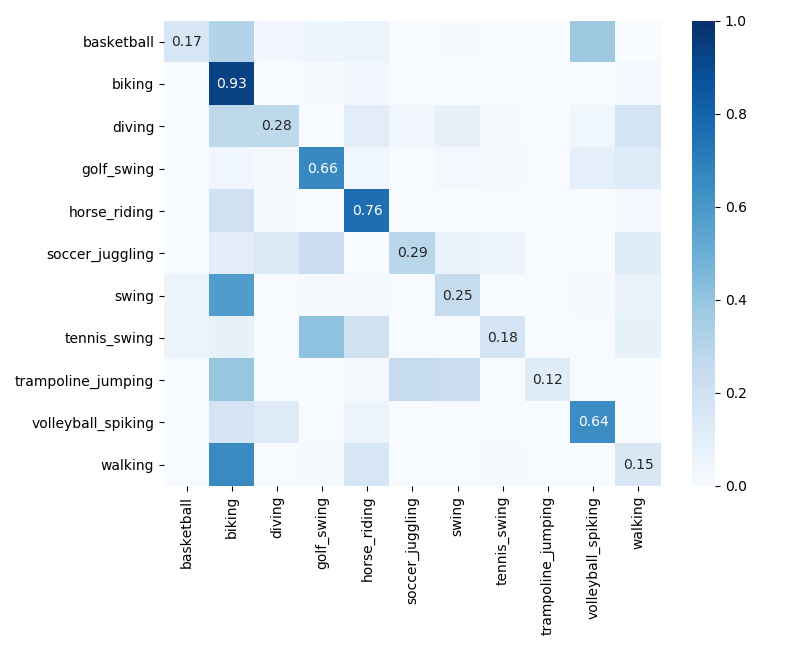 basketball 0.17 1.0
biking 0.93
diving 0.28 0.8
golf_swing 0.66
horse_riding 0.76 0.6
soccer_juggling 0.29
swing 0.25 0.4
tennis_swing 0.18
trampoline_jumping 0.12 0.2
volleyball_spiking 0.64
walking 0.15 0.0
basketball
biking
diving
golf_swing
horse_riding
soccer_juggling
swing
tennis_swing
trampoline_jumping
volleyball_spiking
walking